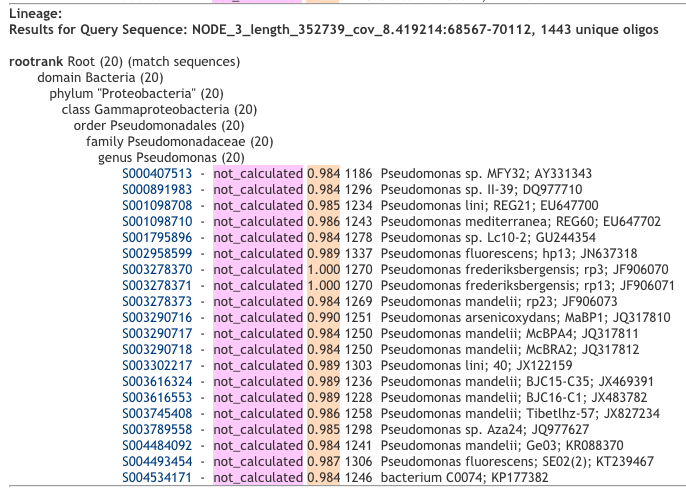 Lineage:
Results for Query Sequence: NODE_3_length_352739_cov_8.419214:68567-70112, 1443 unique oligos
rootrank Root (20) (match sequences)
domain Bacteria (20)
phylum "Proteobacteria" (20)
class Gammaproteobacteria (20)
order Pseudomonadales (20)
family Pseudomonadaceae (20)
genus Pseudomonas (20)
S000407513 - not_calculated 0.984 1186 Pseudomonas sp. MFY32; AY331343
S000891983 - not_calculated 0.984 1296 Pseudomonas sp. II-39; DQ977710
S001098708 - not_calculated 0.985 1234 Pseudomonas lini; REG21; EU647700
S001098710 - not_calculated 0.986 1243 Pseudomonas mediterranea; REG60; EU647702
S001795896 - not_calculated 0.984 1278 Pseudomonas sp. Lc10-2; GU244354
S002958599 - not_calculated 0.989 1337 Pseudomonas fluorescens; hp13; JN637318
S003278370 - not_calculated 1.000 1270 Pseudomonas frederiksbergensis; rp3; JF906070
S003278371 - not_calculated 1.000 1270 Pseudomonas frederiksbergensis; rp13; JF906071
S003278373 - not_calculated 0.984 1269 Pseudomonas mandelii; rp23; JF906073
S003290716 - not_calculated 0.990 1251 Pseudomonas arsenicoxydans; MaBP1; JQ317810
S003290717 - not_calculated 0.984 1250 Pseudomonas mandelii; McBPA4; JQ317811
S003290718 - not_calculated 0.984 1250 Pseudomonas mandelii; McBRA2; JQ317812
S003302217 - not_calculated 0.989 1303 Pseudomonas lini; 40; JX122159
S003616324 - not_calculated 0.989 1236 Pseudomonas mandelii; BJC15-C35; JX469391
S003616553 - not_calculated 0.989 1228 Pseudomonas mandelii; BJC16-C1; JX483782
S003745408 - not_calculated 0.986 1258 Pseudomonas mandelii; Tibetlhz-57; JX827234
S003789558 - not_calculated 0.985 1298 Pseudomonas sp. Aza24; JQ977627
S004484092 - not_calculated 0.984 1241 Pseudomonas mandelii; Ge03; KR088370
S004493454 - not_calculated 0.987 1306 Pseudomonas fluorescens; SE02(2); KT239467
S004534171 - not_calculated 0.984 1246 bacterium C0074; KP177382